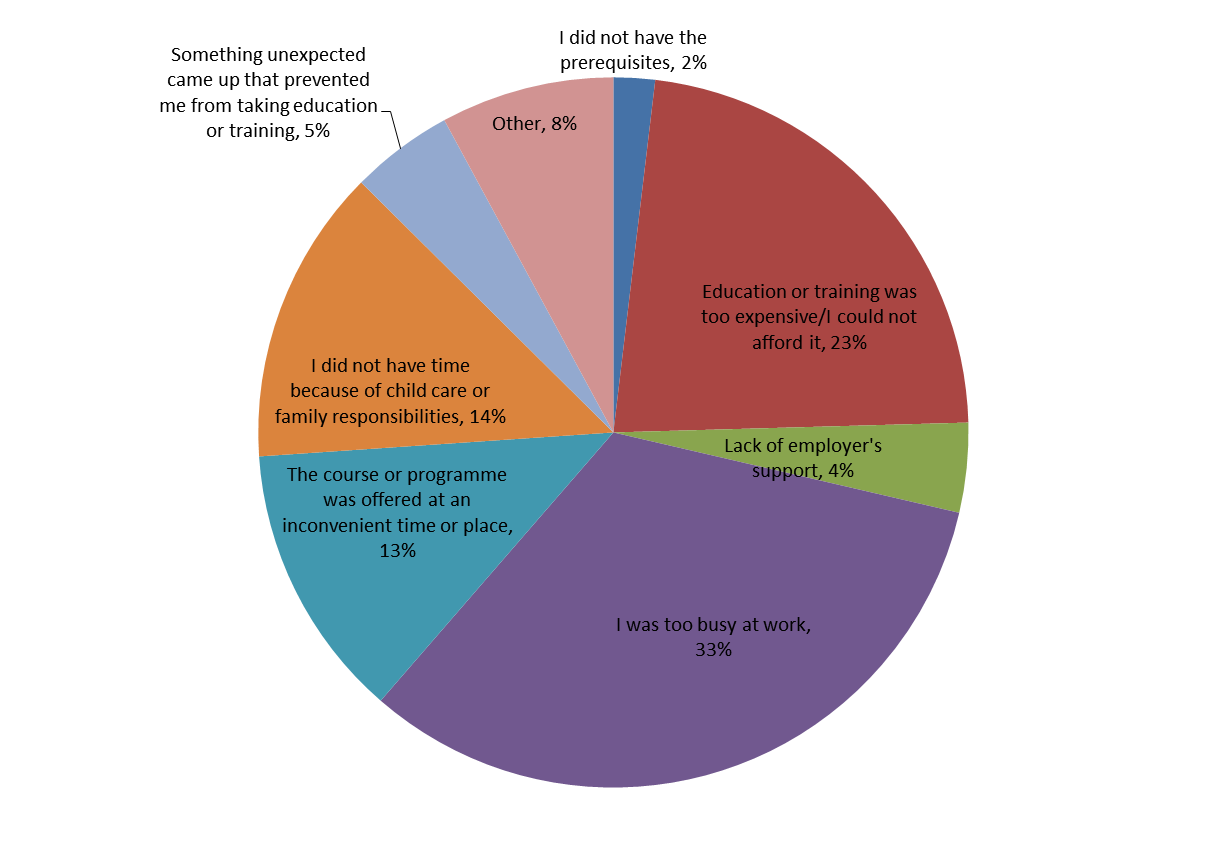 I did not have the
prerequisites, 2%
Something unexpected
came up that prevented
me from taking education
or training, 5%
Other, 8%
Education or training was
too expensive/I could not
afford it, 23%
I did not have time
because of child care or
family responsibilities, 14%
Lack of employer's
support, 4%
The course or programme
was offered at an
inconvenient time or place,
13%
I was too busy at work,
33%